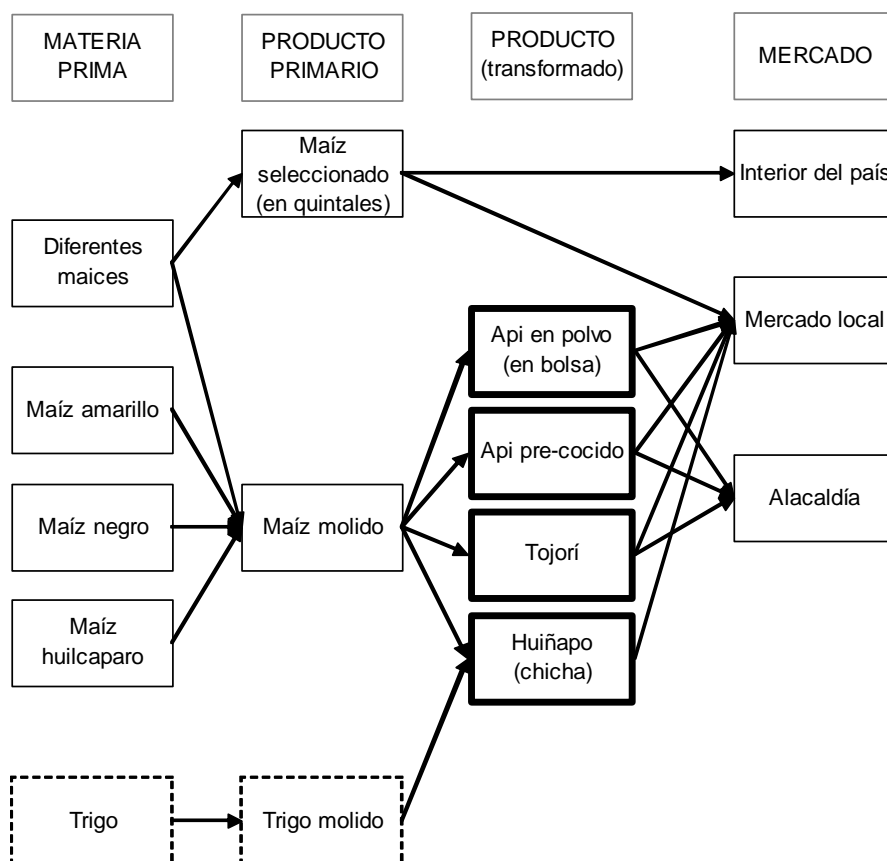 MATERIA
PRIMA
PRODUCTO
PRIMARIO
PRODUCTO
(transformado)
MERCADO
Maíz
seleccionado
(en quintales)
Interior del país
Diferentes
maices
Mercado local
Api en polvo
(en bolsa)
Maíz amarillo
Api pre-cocido
Maíz negro
Maíz molido
Tojorí
Alacaldía
Maíz
huilcaparo
Huiñapo
(chicha)
Trigo
Trigo molido